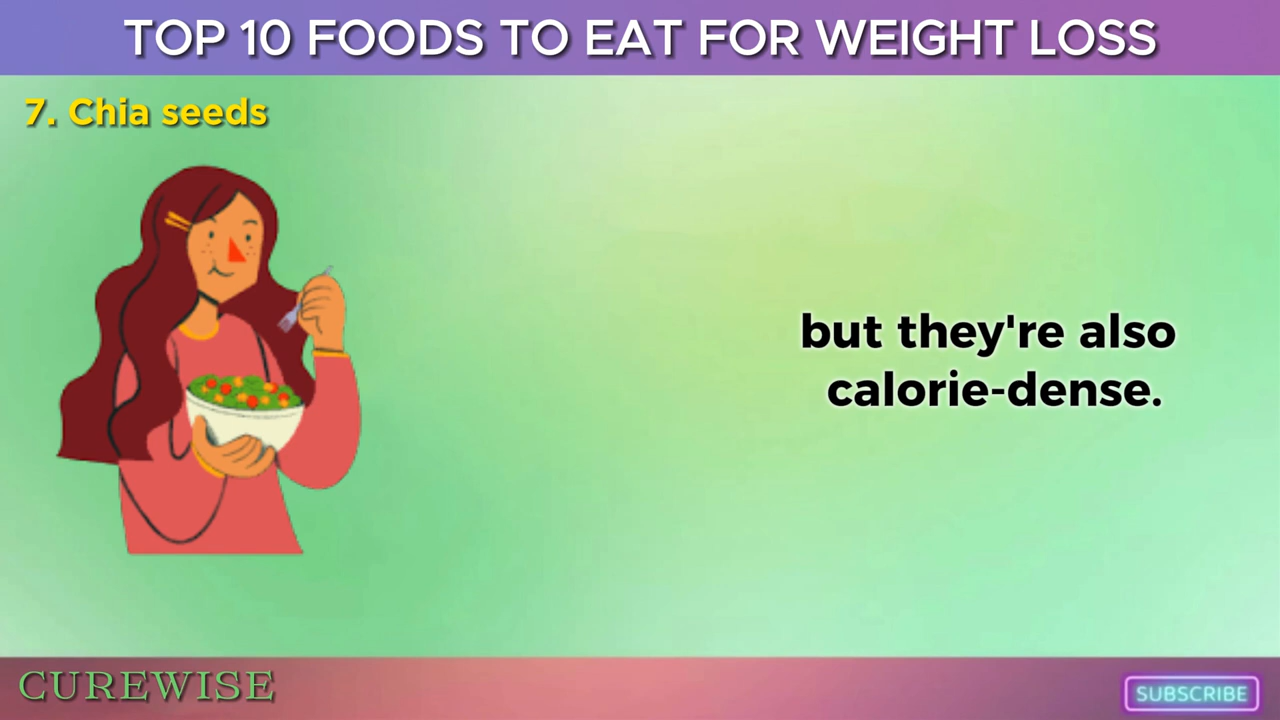 TOP 10 FOODS TO EAT FOR WEIGHT LOSS
7. Chia seeds
but they're also
calorie-dense.
CUREWISE
SUBSCRIBE